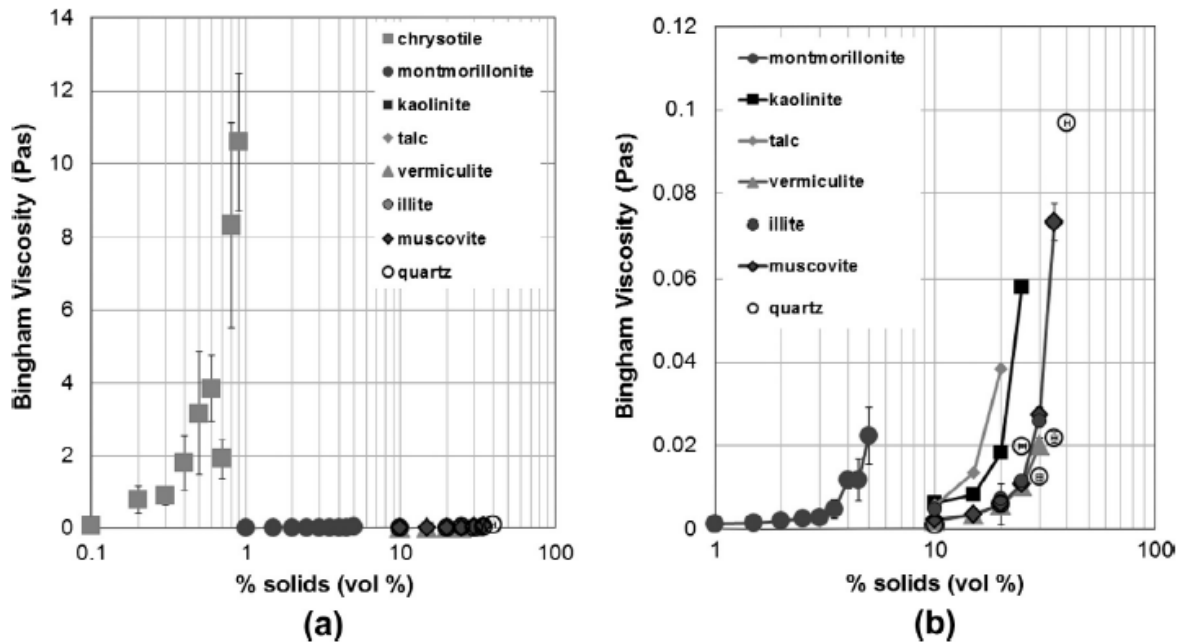 14
12
10
8
6
4
2
0
0.1
1
10
100
Bingham Viscosity (Pas)
% solids (vol %)
chrysotile
montmorillonite
kaolinite
talc
vermiculite
illite
muscovite
quartz
(a)
0.12
0.1
0.08
0.06
0.04
0.02
0
1
10
100
Bingham Viscosity (Pas)
% solids (vol %)
montmorillonite
kaolinite
talc
vermiculite
illite
muscovite
quartz
(b)